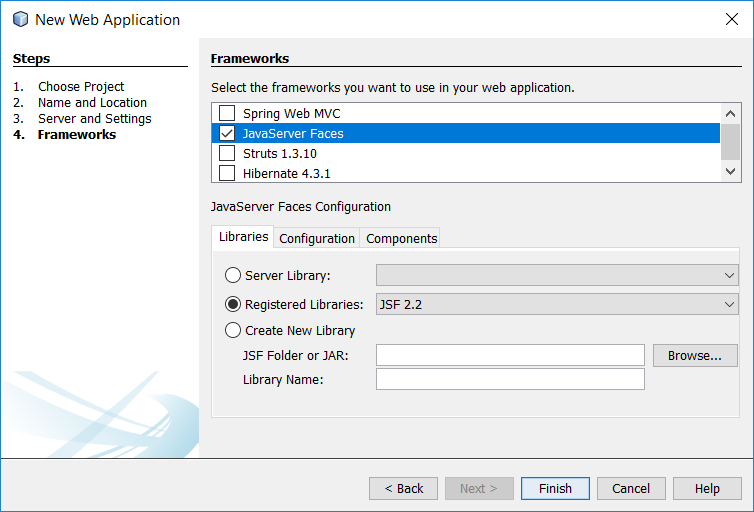 New Web Application
Steps
1. Choose Project
2. Name and Location
3. Server and Settings
4. Frameworks
Frameworks
Select the frameworks you want to use in your web application.
Spring Web MVC
JavaServer Faces
Struts 1.3.10
Hibernate 4.3.1
JavaServer Faces Configuration
Libraries Configuration Components
Server Library:
Registered Libraries: JSF 2.2
Create New Library
JSF Folder or JAR: Browse...
Library Name:
< Back Next > Finish Cancel Help